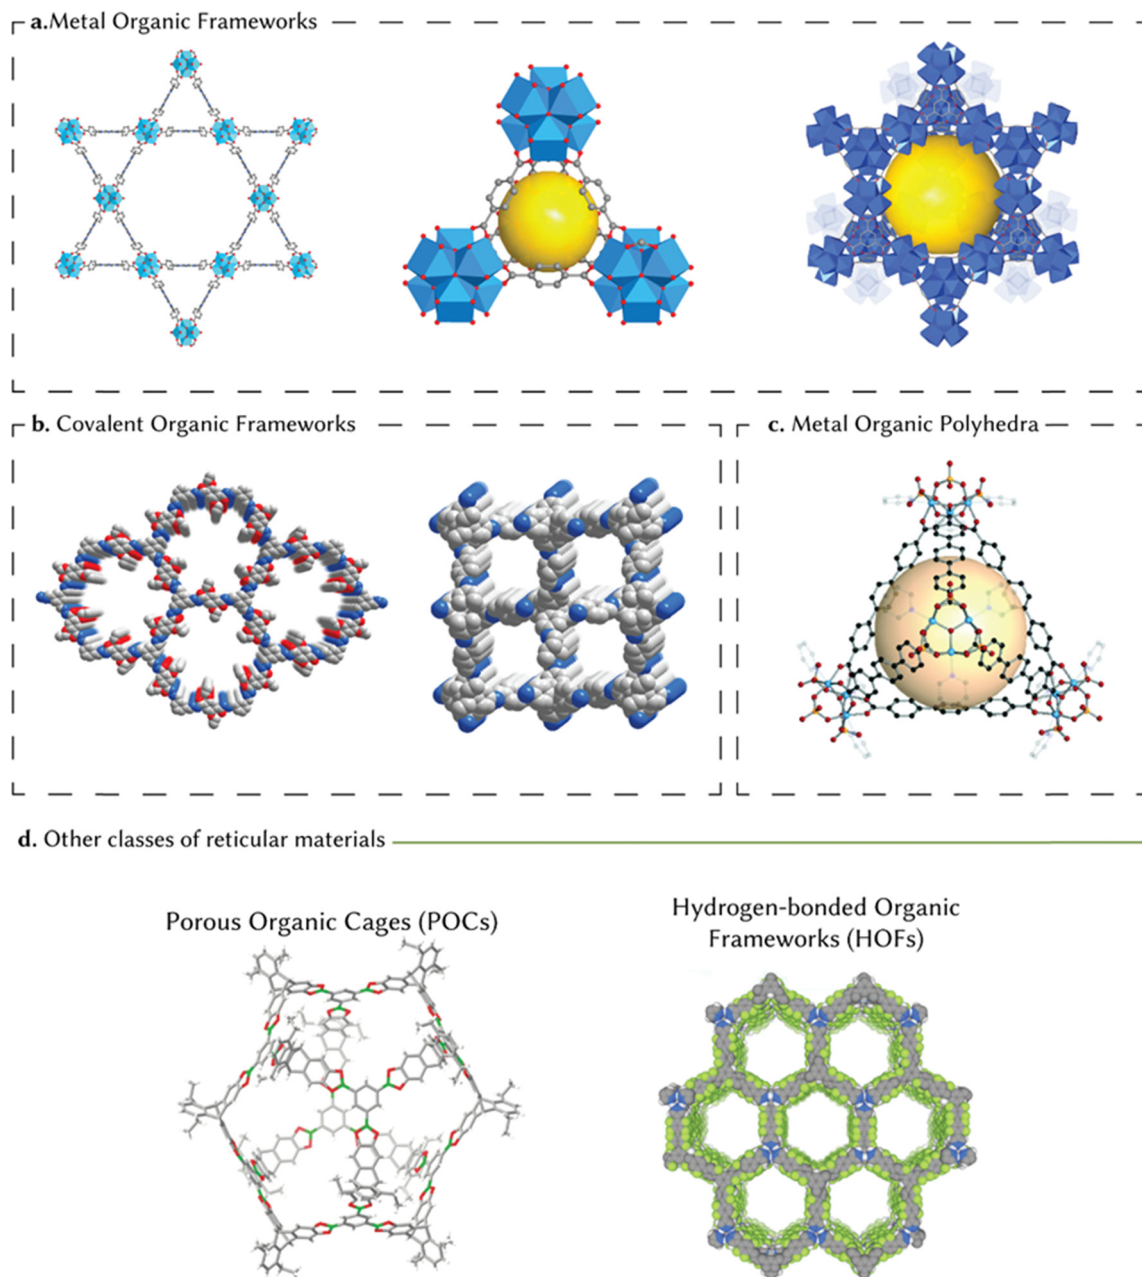 a.Metal Organic Frameworks
b. Covalent Organic Frameworks
c. Metal Organic Polyhedra
d. Other classes of reticular materials
Porous Organic Cages (POCs)
Hydrogen-bonded Organic
Frameworks (HOFs)